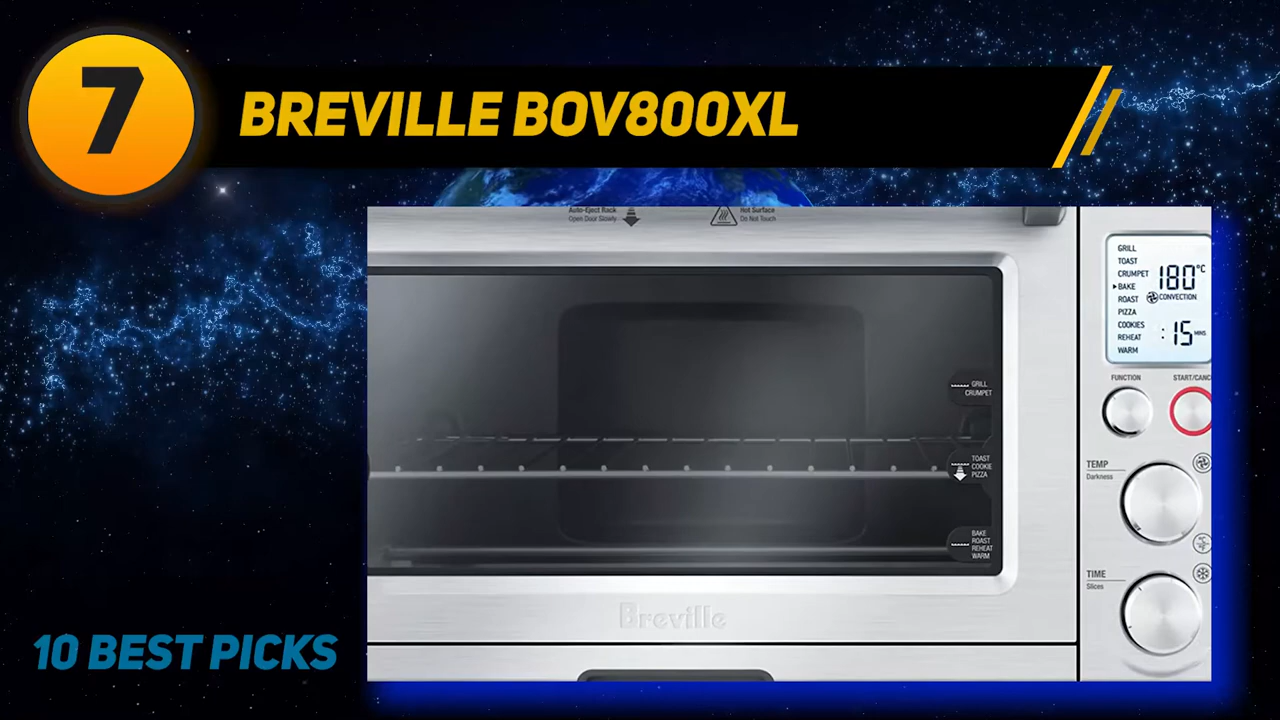 7
BREVILLE BOV800XL
Auto-Eject Rack
Open Door Slowly
Hot Surface
Do Not Touch
GRILL
TOAST
CRUMPET
BAKE
ROAST
PIZZA
COOKIES
REHEAT
WARM
180°C
CONVECTION
:15 MINS
FUNCTION
START/CANC
GRILL
CRUMPET
TOAST
COOKIE
PIZZA
BAKE
ROAST
REHEAT
WARM
TEMP
Darkness
TIME
Slices
Breville
10 BEST PICKS